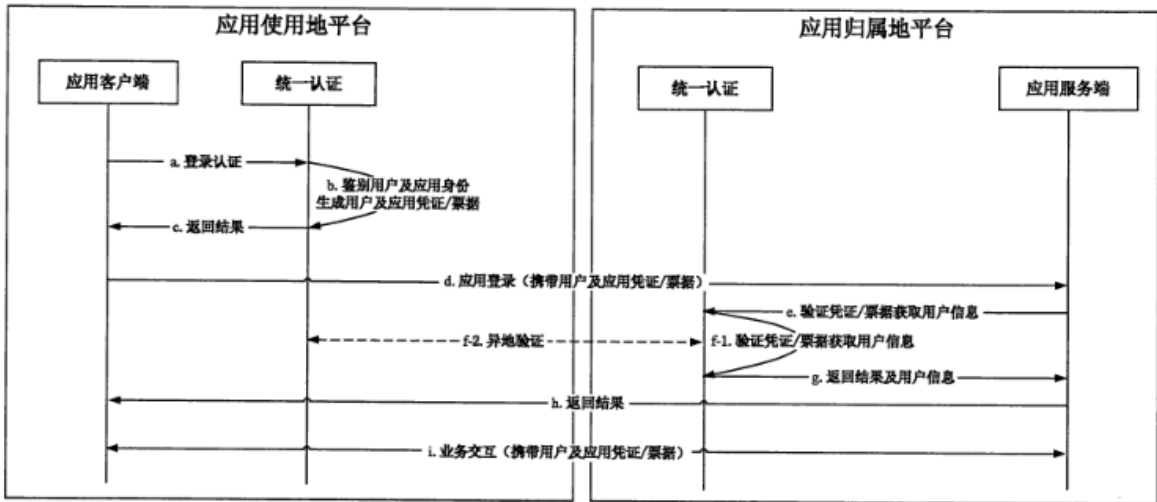 应用使用地平台
应用归属地平台
应用客户端
统一认证
统一认证
应用服务端
a. 登录认证
b. 鉴别用户及应用身份
生成用户及应用凭证/票据
c. 返回结果
d. 应用登录（携带用户及应用凭证/票据）
e. 验证凭证/票据获取用户信息
f-2. 异地验证
f-1. 验证凭证/票据获取用户信息
g. 返回结果及用户信息
h. 返回结果
i. 业务交互（携带用户及应用凭证/票据）